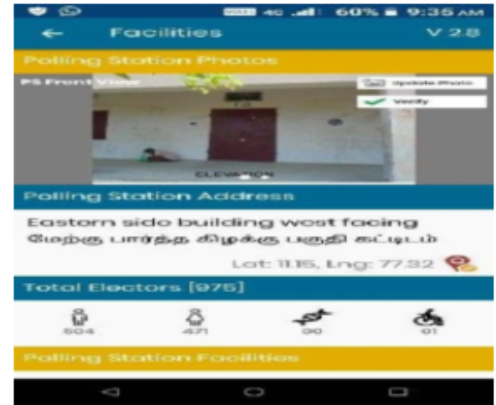 4G 60% 9:35 AM
Facilities V 2.8
Polling Station Photos
PS Front View
Update Photo
Verify
ELEVATION
Polling Station Address
Eastern side building west facing
மேற்கு பார்த்த கிழக்கு பகுதி கட்டிடம்
Lat: 11.15, Lng: 77.32
Total Electors [975]
504 471 00 01
Polling Station Facilities